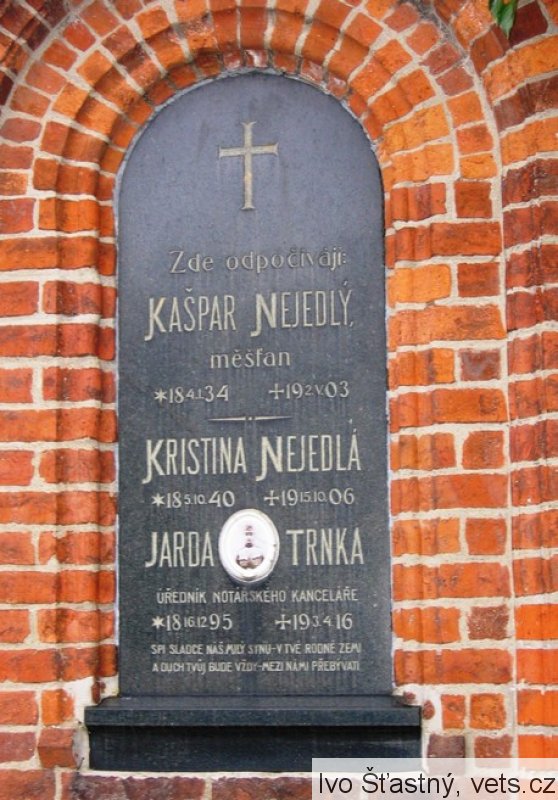 Zde odpočívají:
KAŠPAR NEJEDLÝ,
měšťan
*18 4.I. 34 +19 2.V. 03
KRISTINA NEJEDLÁ
*18 5.10. 40 +19 15.10. 06
JARDA TRNKA
ÚŘEDNÍK NOTÁŘSKÉHO KANCELÁŘE
*18 16.12 95 +19 3.4. 16
SPI SLADCE NÁŠ MILÝ SYNU - V TVÉ RODNÉ ZEMI
A DUCH TVŮJ BUDE VŽDY - MEZI NÁMI PŘEBÝVATI
Ivo Šťastný, vets.cz